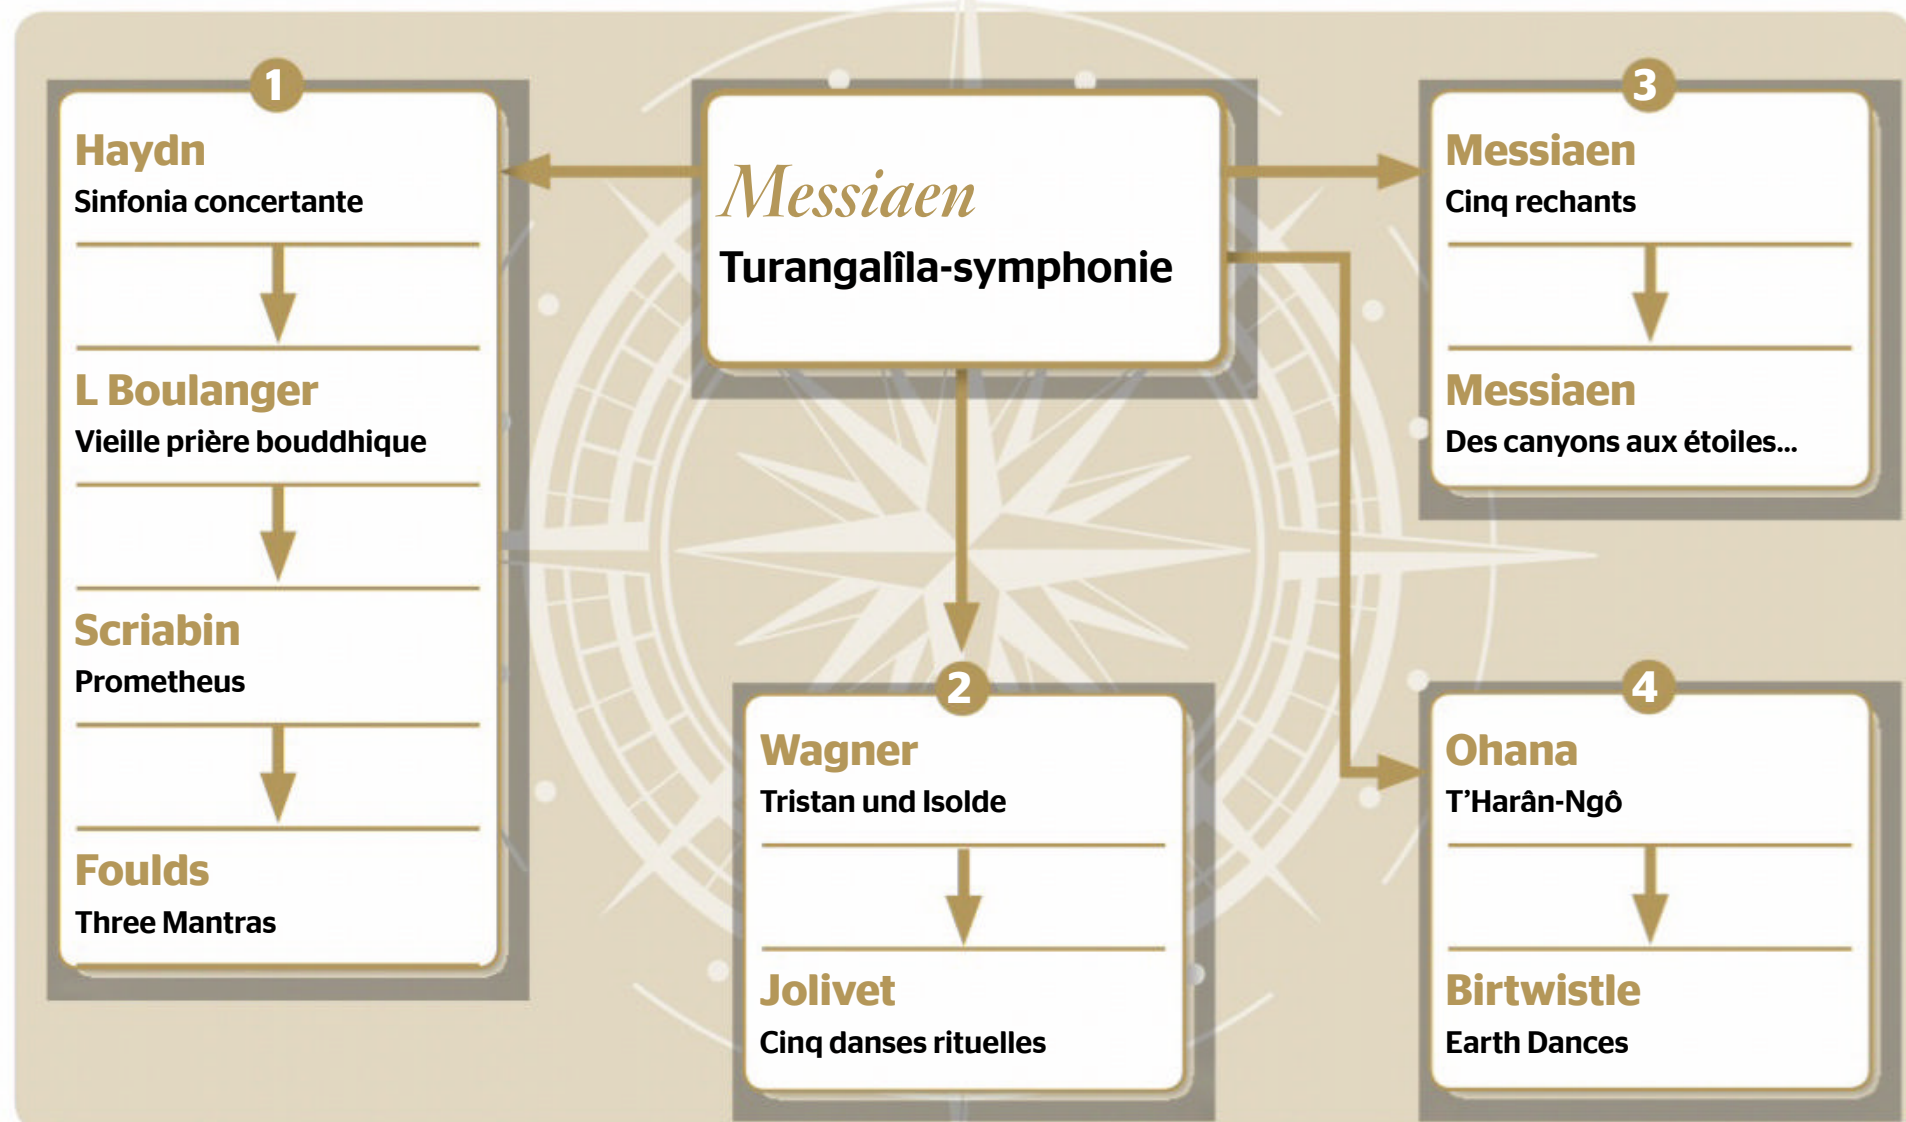 Messiaen
Turangalîla-symphonie
1
Haydn
Sinfonia concertante
L Boulanger
Vieille prière bouddhique
Scriabin
Prometheus
Foulds
Three Mantras
2
Wagner
Tristan und Isolde
Jolivet
Cinq danses rituelles
3
Messiaen
Cinq rechants
Messiaen
Des canyons aux étoiles...
4
Ohana
T’Harân-Ngô
Birtwistle
Earth Dances